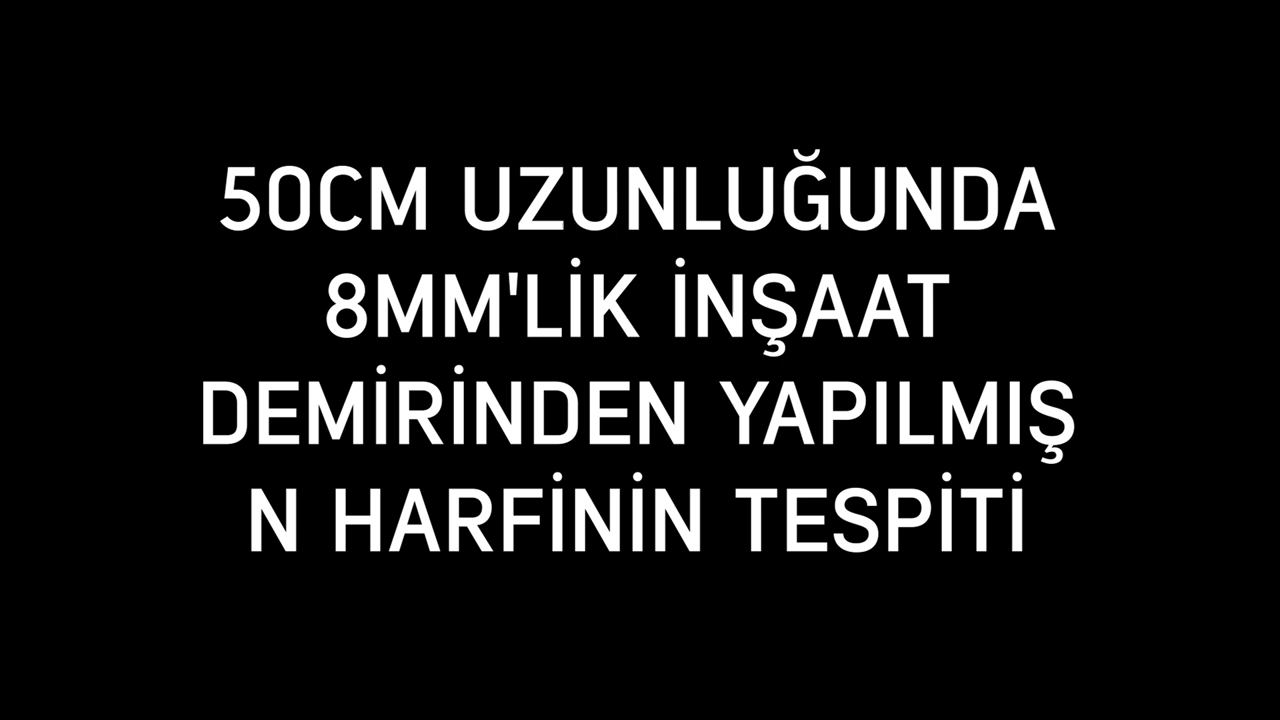 50CM UZUNLUĞUNDA
8MM'LİK İNŞAAT
DEMİRİNDEN YAPILMIŞ
N HARFİNİN TESPİTİ